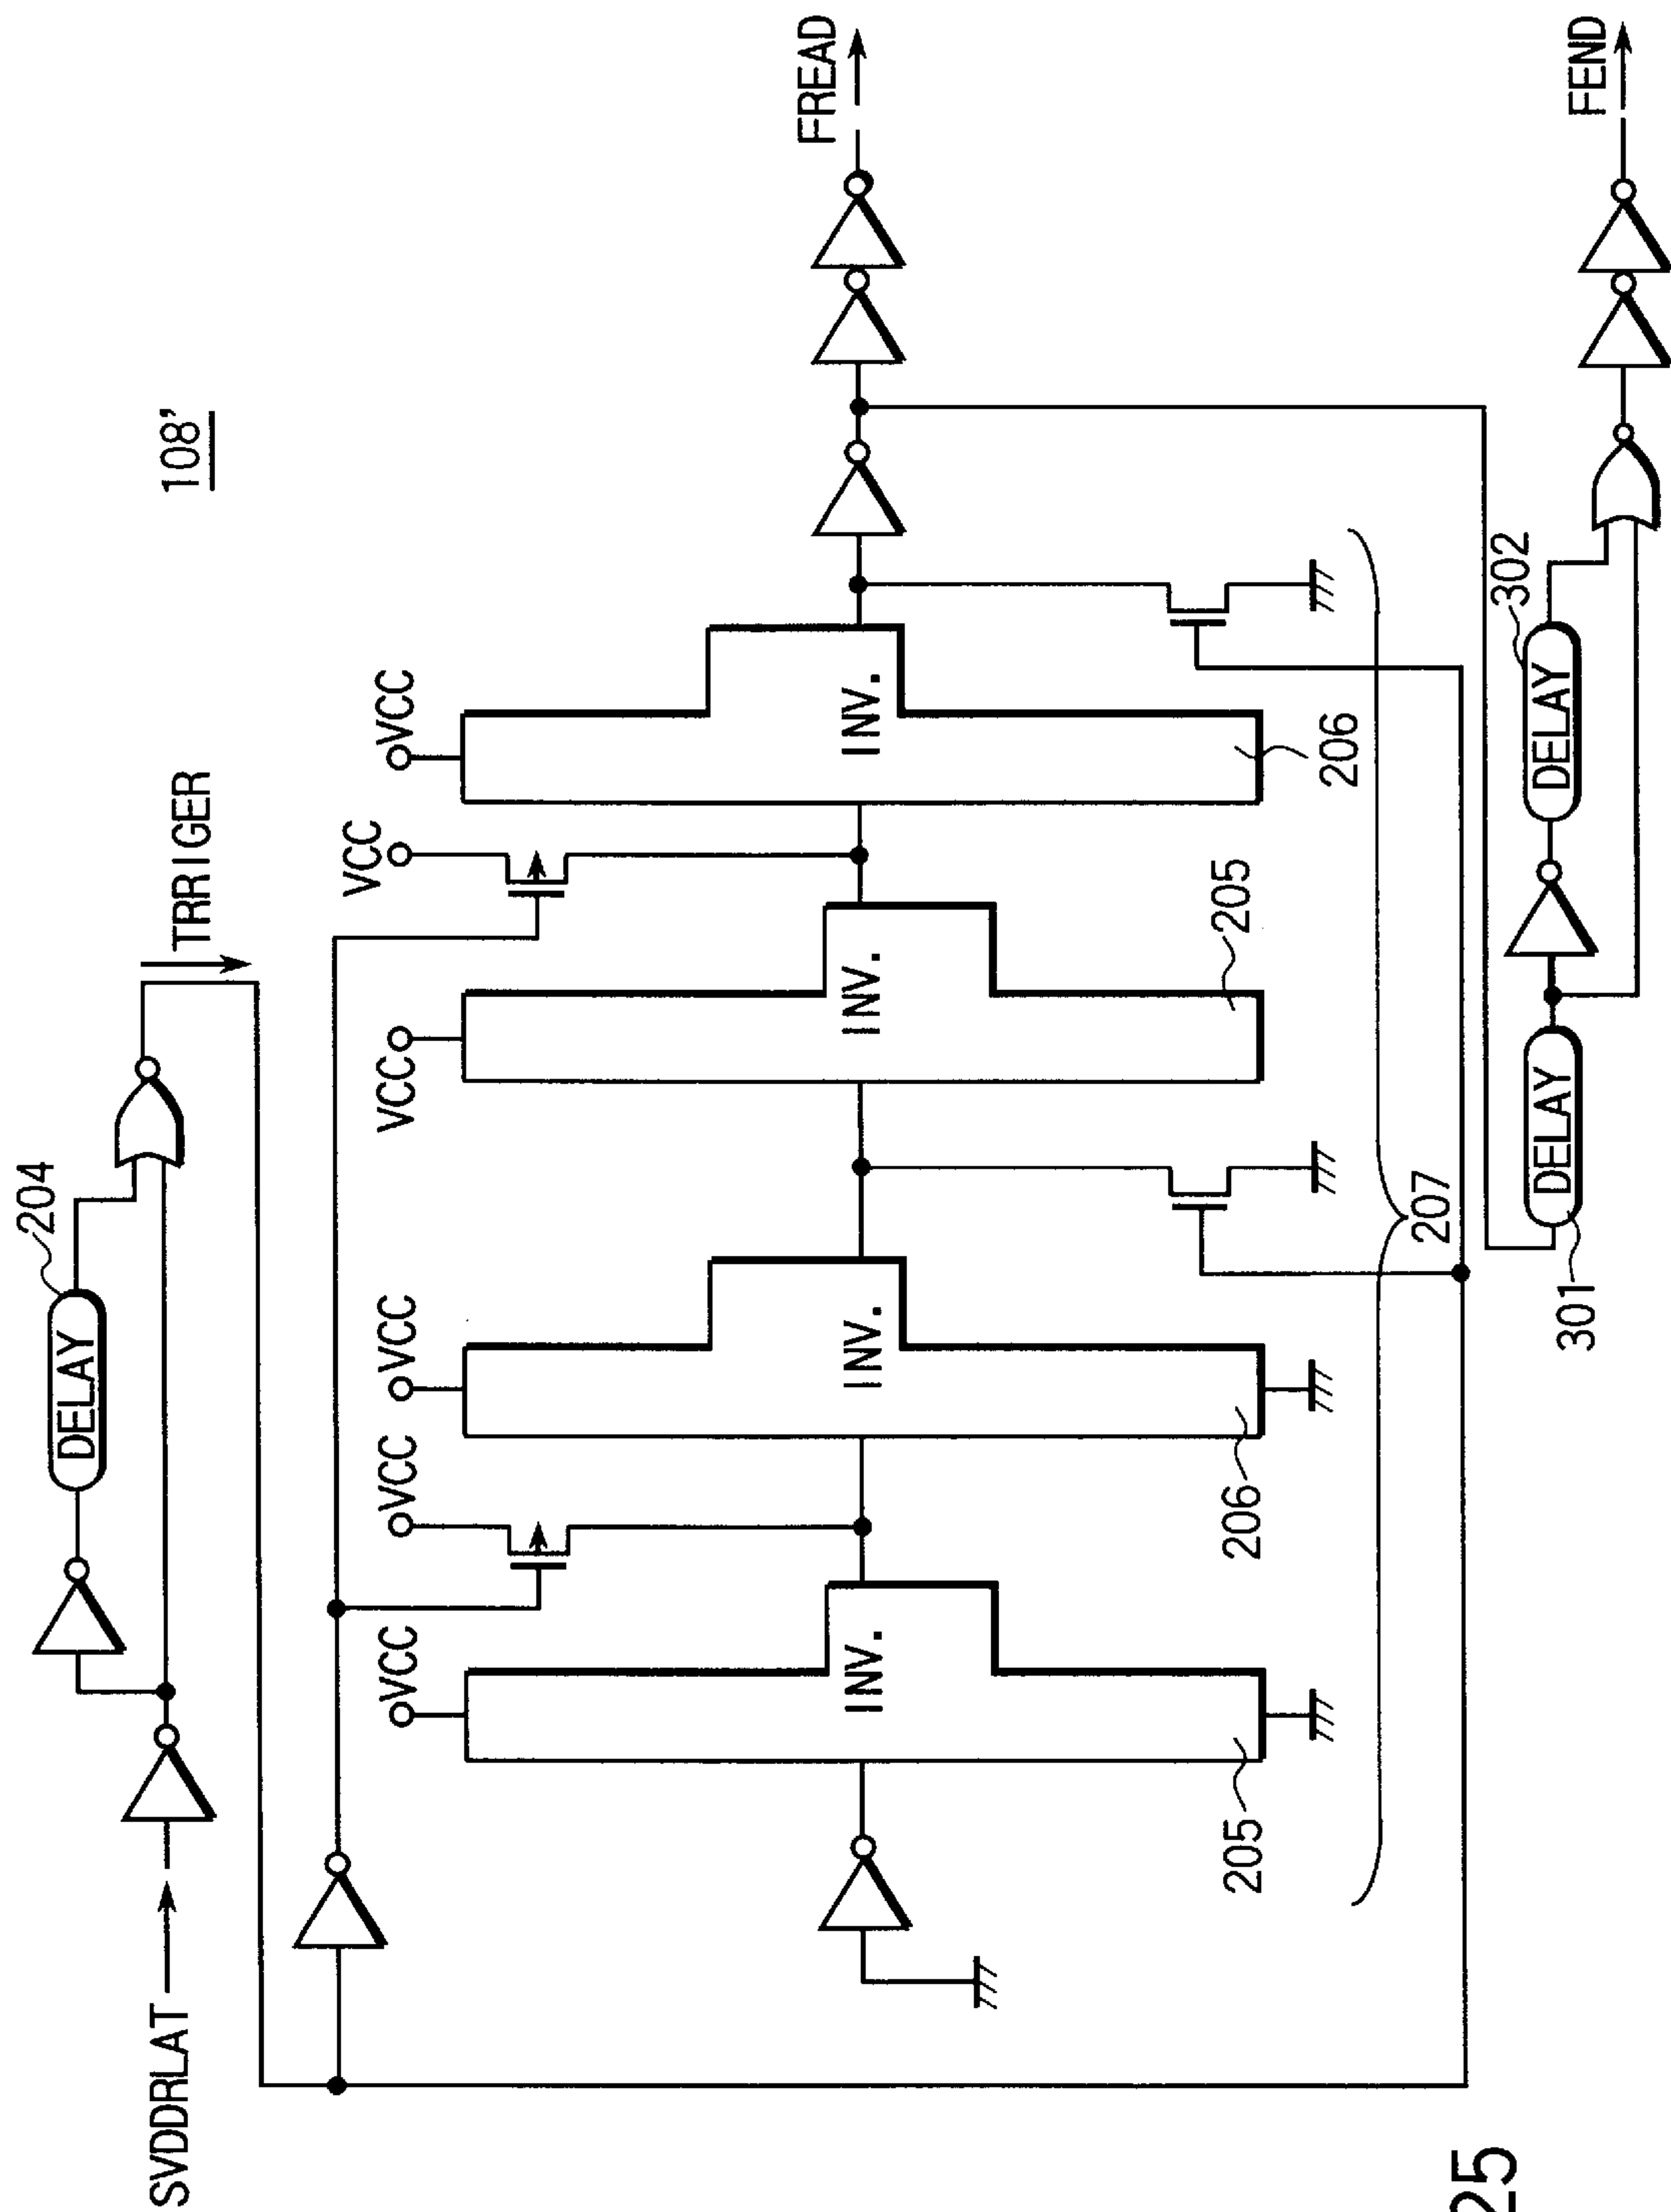 108'
SVDDRLAT
DELAY
204
TRRIGER
VCC
VCC
VCC
VCC
VCC
VCC
INV.
INV.
INV.
INV.
205
206
205
206
207
FREAD
301
DELAY
DELAY
302
FEND
25